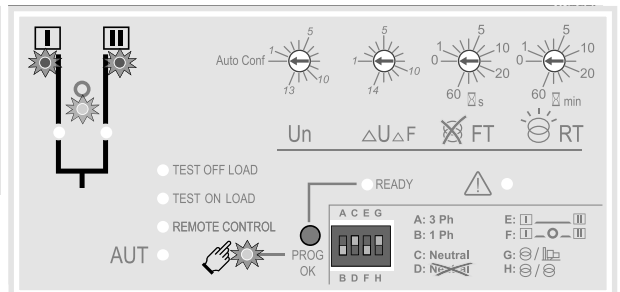 I II
5 5 5 5
1 1 1 10 1 10
Auto Conf 0 0
10 10 20 20
13 14 60 s 60 min
Un △U△F FT RT
TEST OFF LOAD
TEST ON LOAD
REMOTE CONTROL
AUT
READY
PROG
OK
A C E G
B D F H
A: 3 Ph
B: 1 Ph
C: Neutral
D: Neutral
E: I II
F: I O II
G: /
H: /